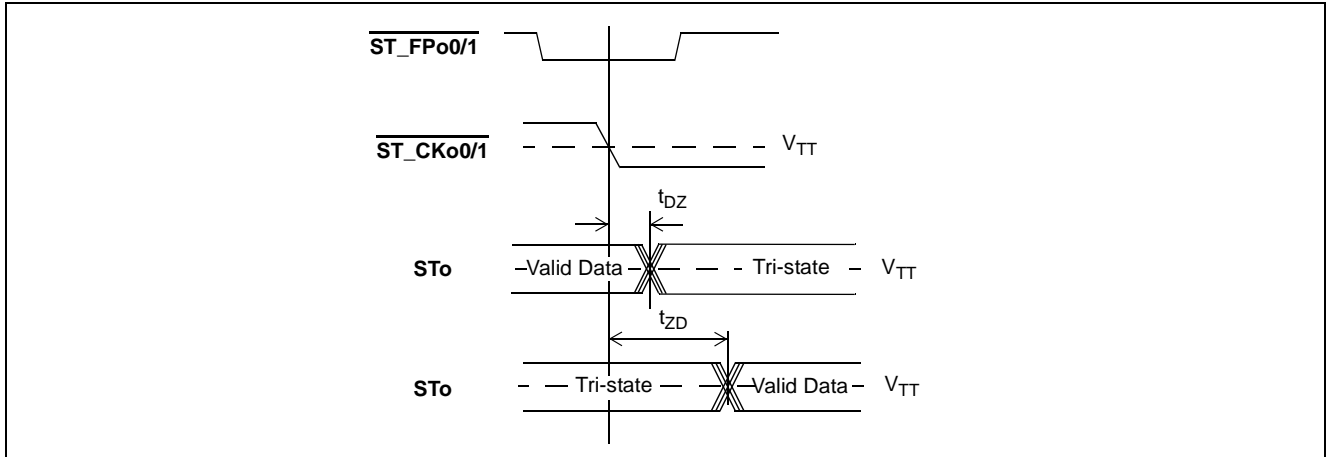 ST_FPo0/1
ST_CKo0/1
VTT
tDZ
STo
Valid Data
Tri-state
VTT
tZD
STo
Tri-state
Valid Data
VTT